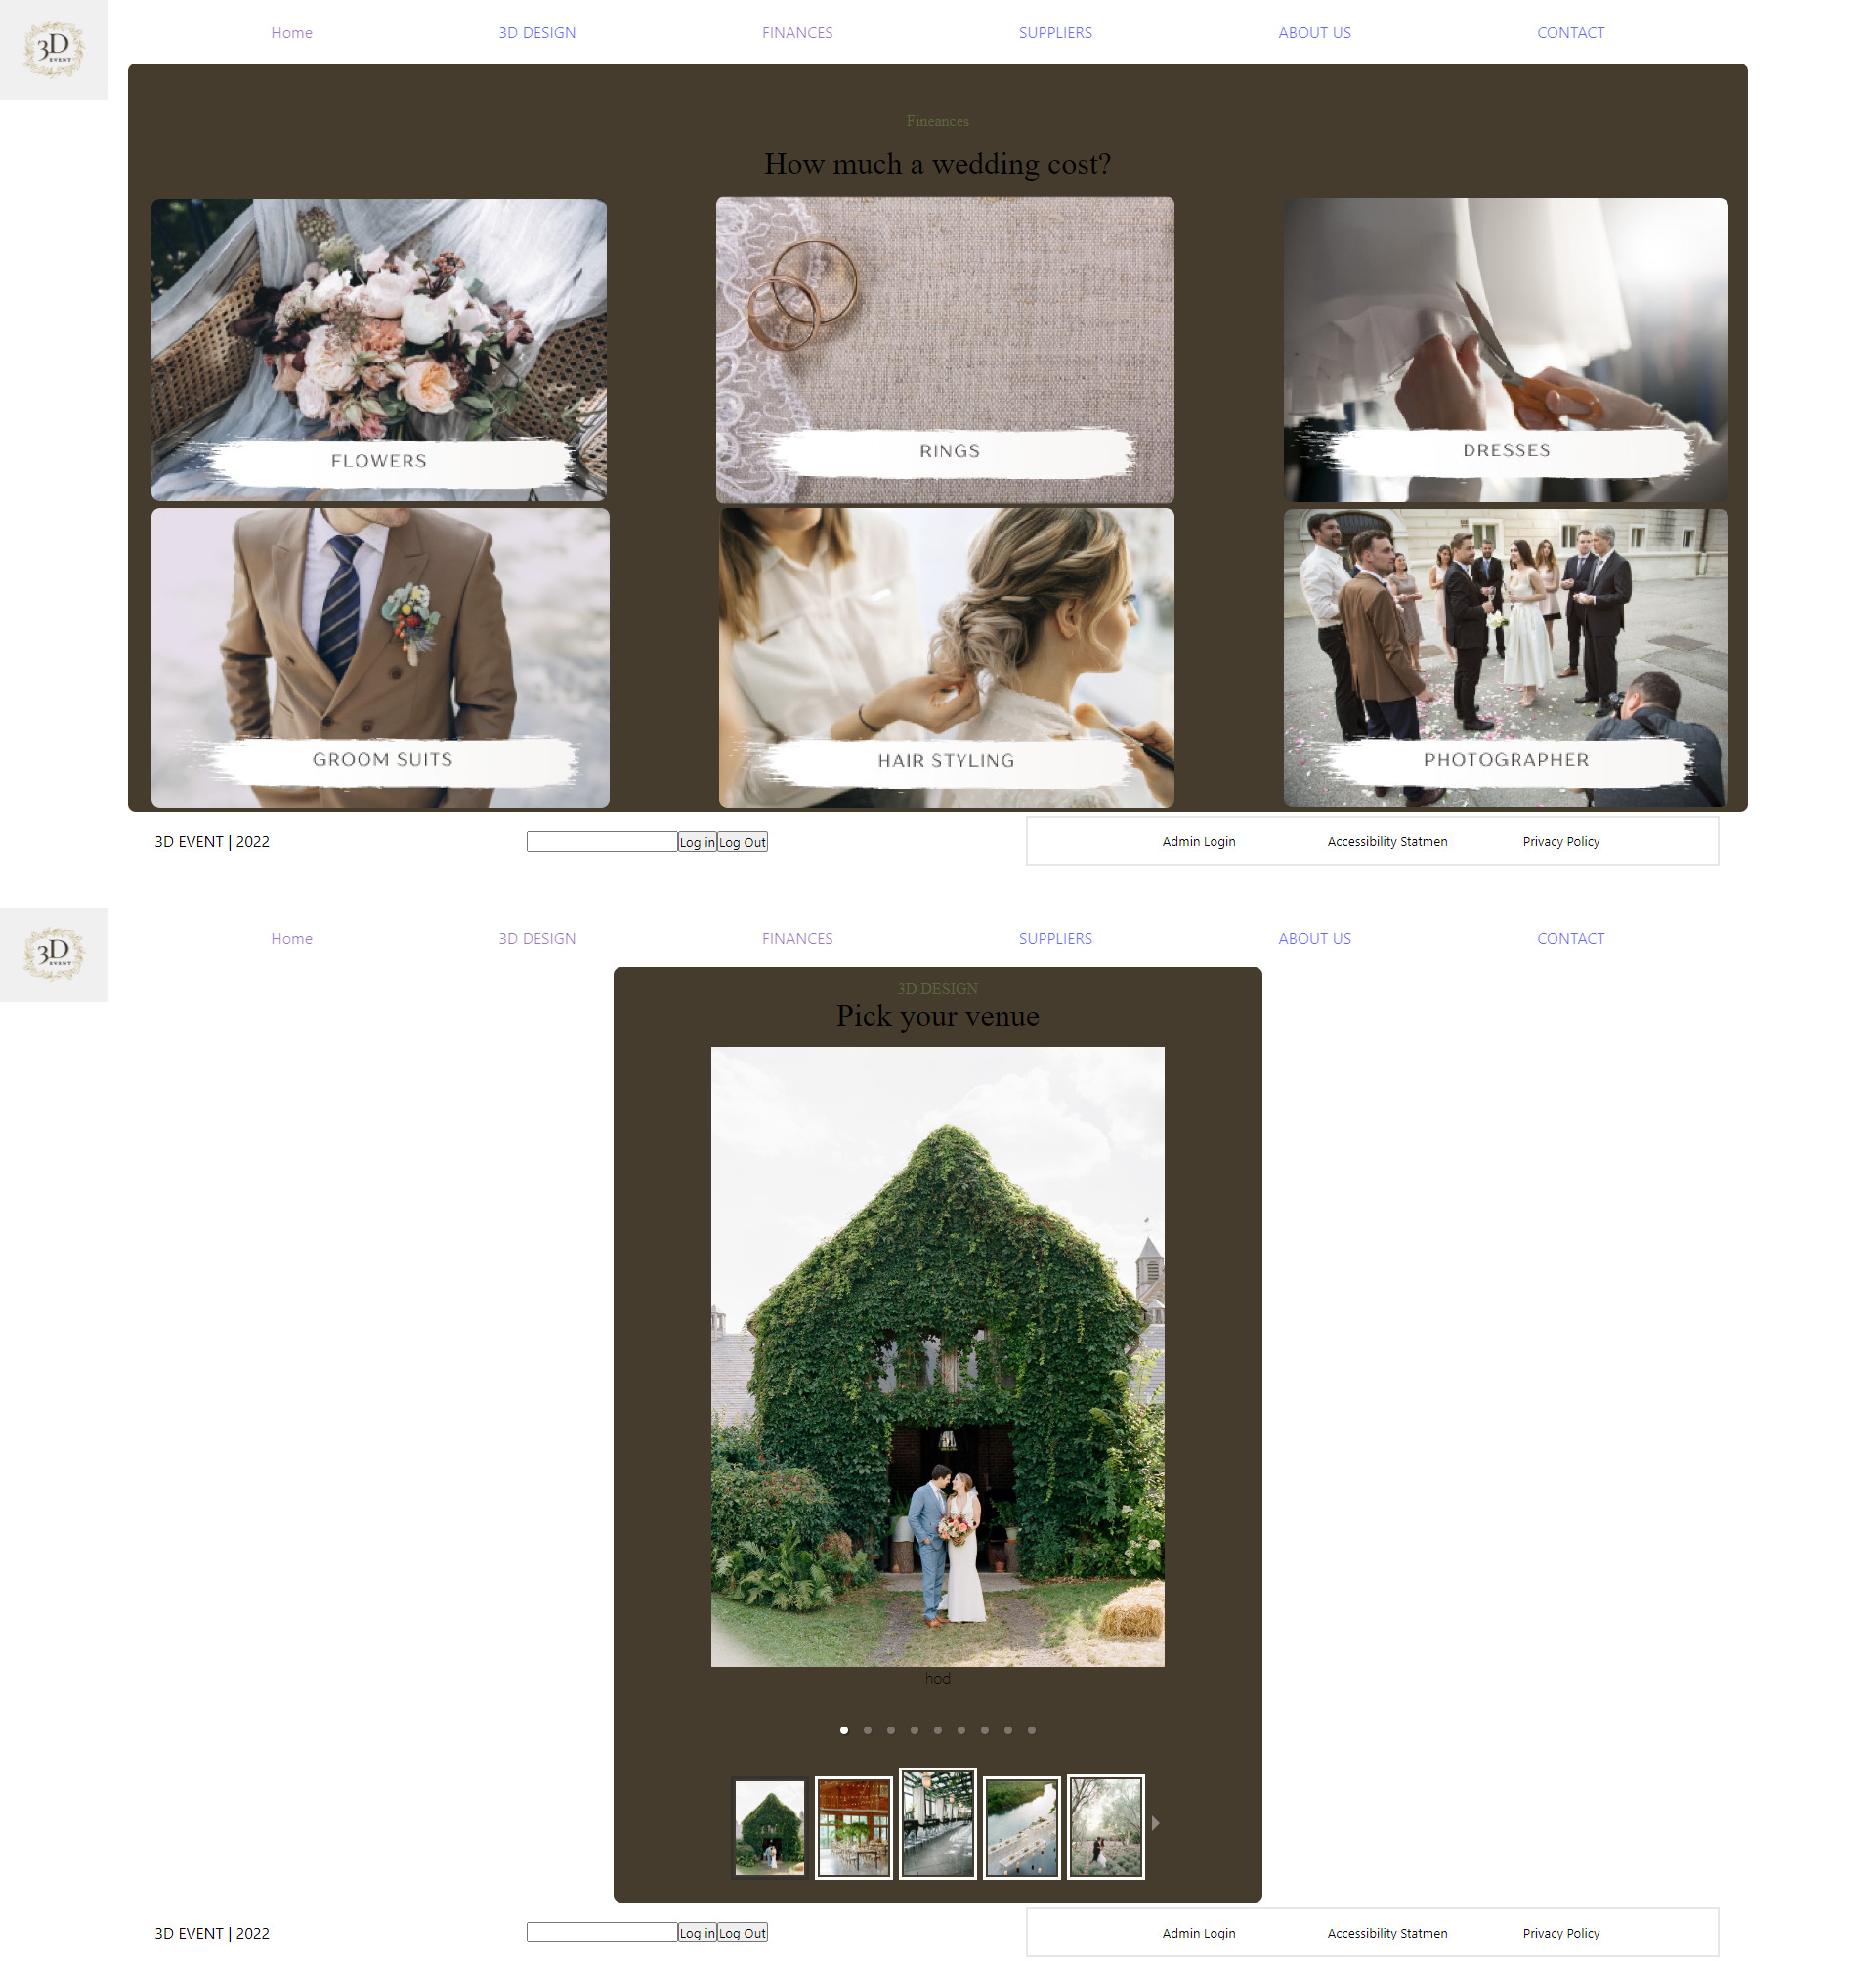 3D
EVENT
Home 3D DESIGN FINANCES SUPPLIERS ABOUT US CONTACT
Fineances
How much a wedding cost?
FLOWERS RINGS DRESSES
GROOM SUITS HAIR STYLING PHOTOGRAPHER
3D EVENT | 2022 Log in Log Out Admin Login Accessibility Statmen Privacy Policy
3D
EVENT
Home 3D DESIGN FINANCES SUPPLIERS ABOUT US CONTACT
3D DESIGN
Pick your venue
hod
3D EVENT | 2022 Log in Log Out Admin Login Accessibility Statmen Privacy Policy